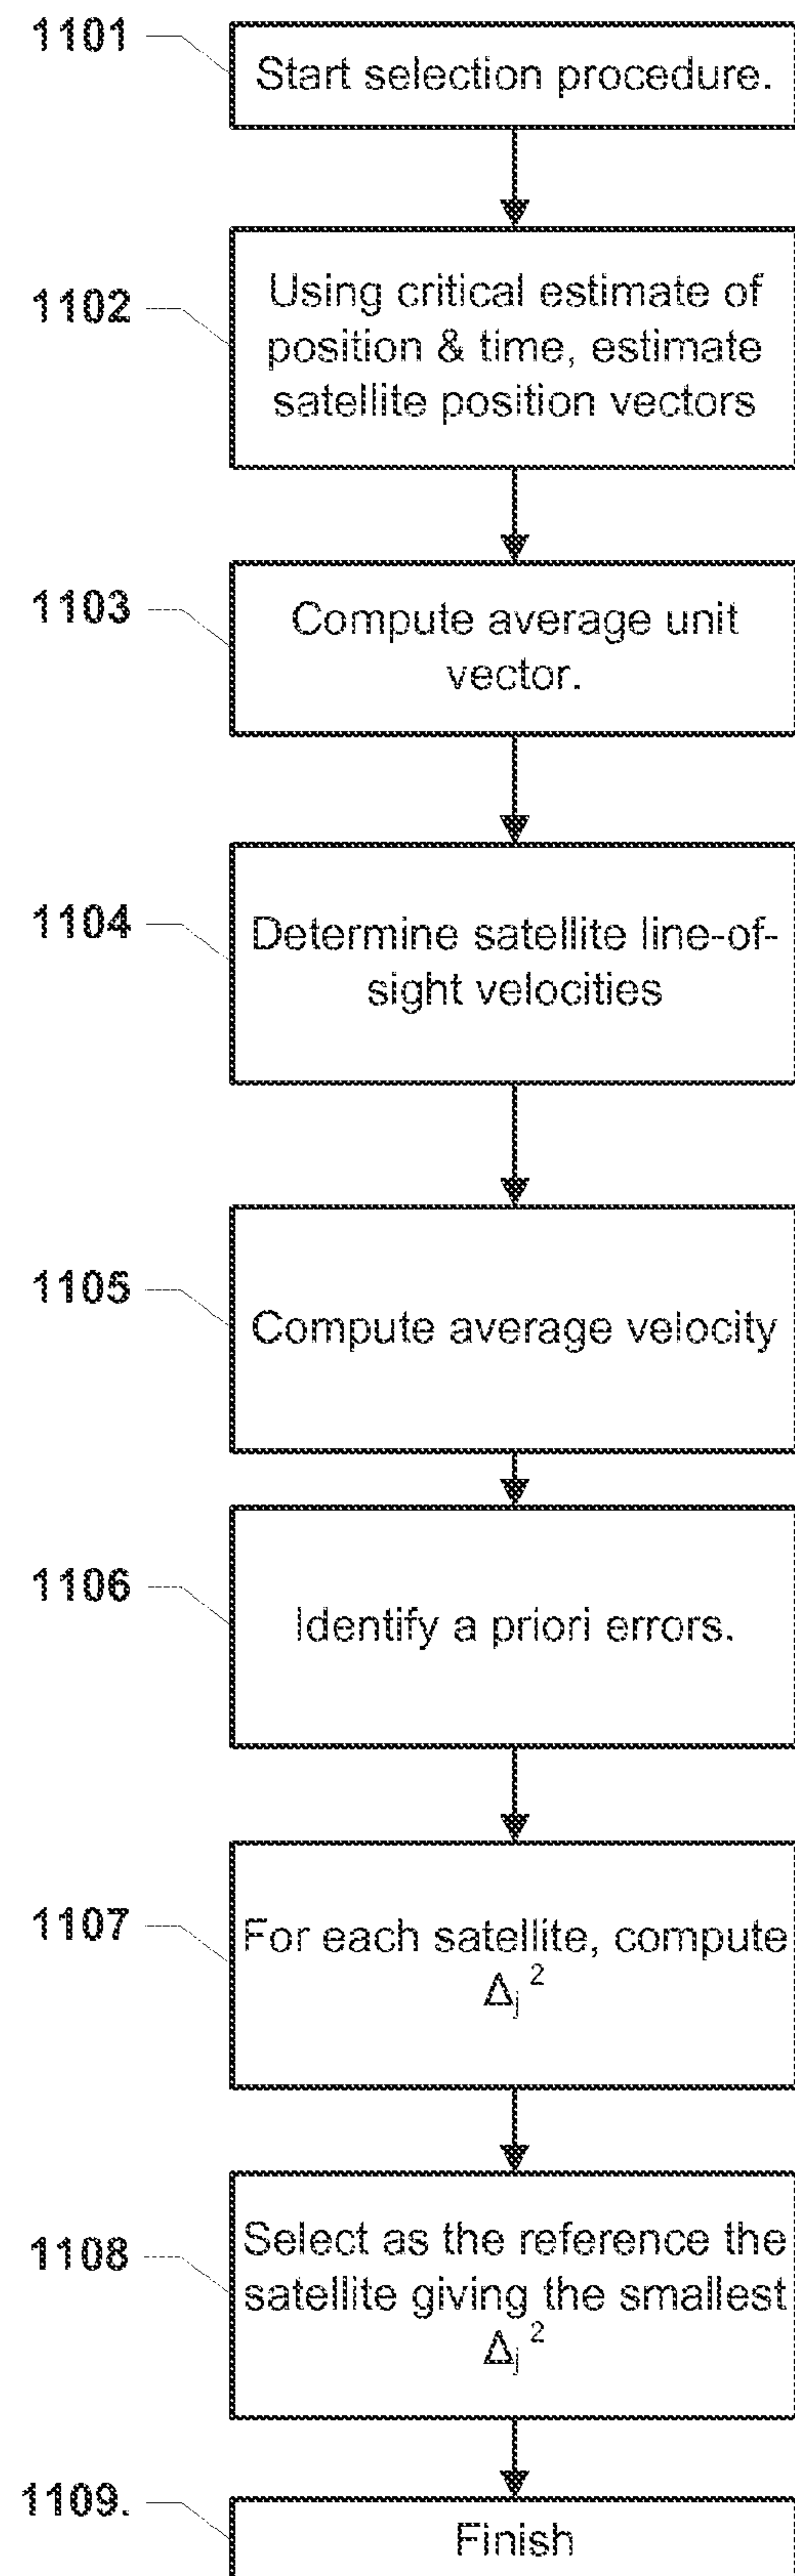 1101
Start selection procedure.
1102
Using critical estimate of
position & time, estimate
satellite position vectors
1103
Compute average unit
vector.
1104
Determine satellite line-of-
sight velocities
1105
Compute average velocity
1106
Identify a priori errors.
1107
For each satellite, compute
Δj ²
1108
Select as the reference the
satellite giving the smallest
Δj ²
1109.
Finish